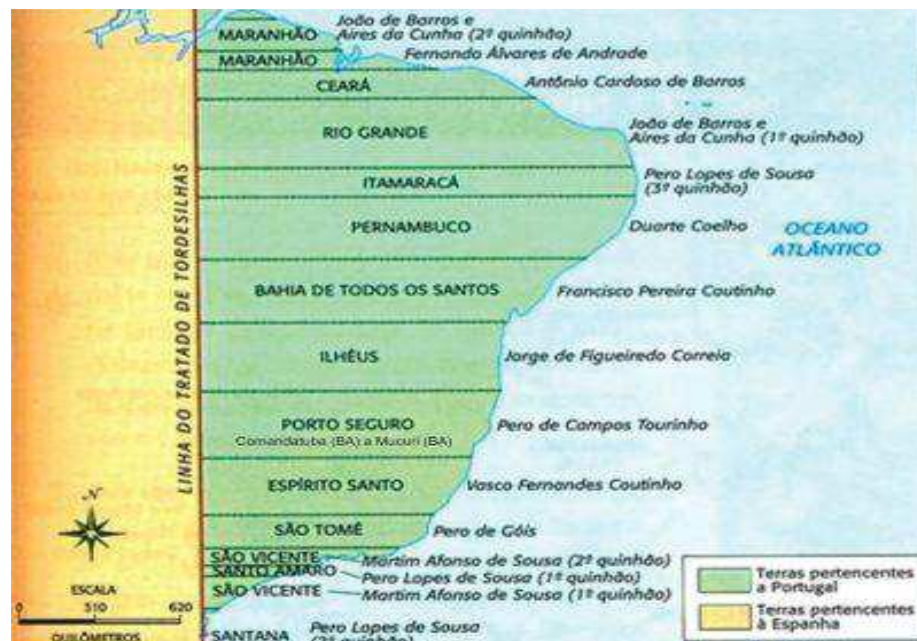 João de Barros e
Aires da Cunha (2º quinhão)
MARANHÃO
Fernando Álvares de Andrade
MARANHÃO
CEARÁ
Antônio Cardoso de Barros
João de Barros e
Aires da Cunha (1º quinhão)
RIO GRANDE
Pero Lopes de Sousa
(3º quinhão)
ITAMARACÁ
PERNAMBUCO
Duarte Coelho
OCEANO
ATLÂNTICO
LINHA DO TRATADO DE TORDESILHAS
BAHIA DE TODOS OS SANTOS
Francisco Pereira Coutinho
ILHÉUS
Jorge de Figueiredo Correia
PORTO SEGURO
Comandatuba (BA) a Mucuri (BA)
Pero de Campos Tourinho
ESPÍRITO SANTO
Vasco Fernandes Coutinho
N
SÃO TOMÉ
Pero de Góis
SÃO VICENTE
Martim Afonso de Sousa (2º quinhão)
SANTO AMARO
Pero Lopes de Sousa (1º quinhão)
SÃO VICENTE
Martim Afonso de Sousa (1º quinhão)
SANTANA
Pero Lopes de Sousa
ESCALA
0 310 620
QUILÔMETROS
Terras pertencentes
a Portugal
Terras pertencentes
à Espanha